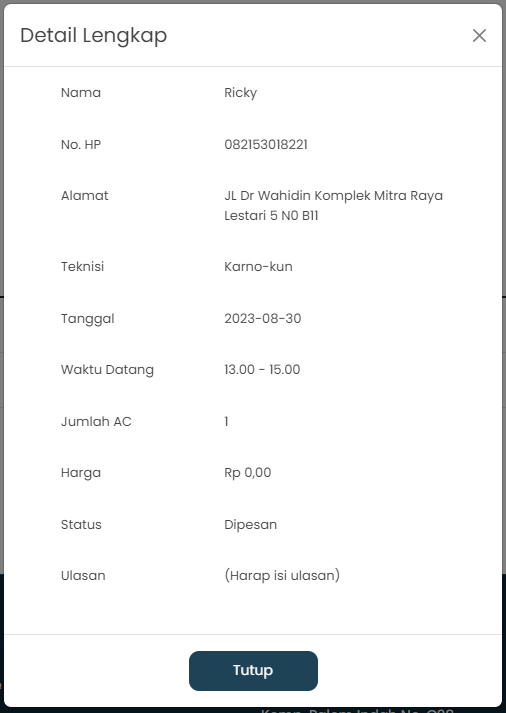 Detail Lengkap
Nama Ricky
No. HP 082153018221
Alamat JL Dr Wahidin Komplek Mitra Raya
Lestari 5 N0 B11
Teknisi Karno-kun
Tanggal 2023-08-30
Waktu Datang 13.00 - 15.00
Jumlah AC 1
Harga Rp 0,00
Status Dipesan
Ulasan (Harap isi ulasan)
Tutup